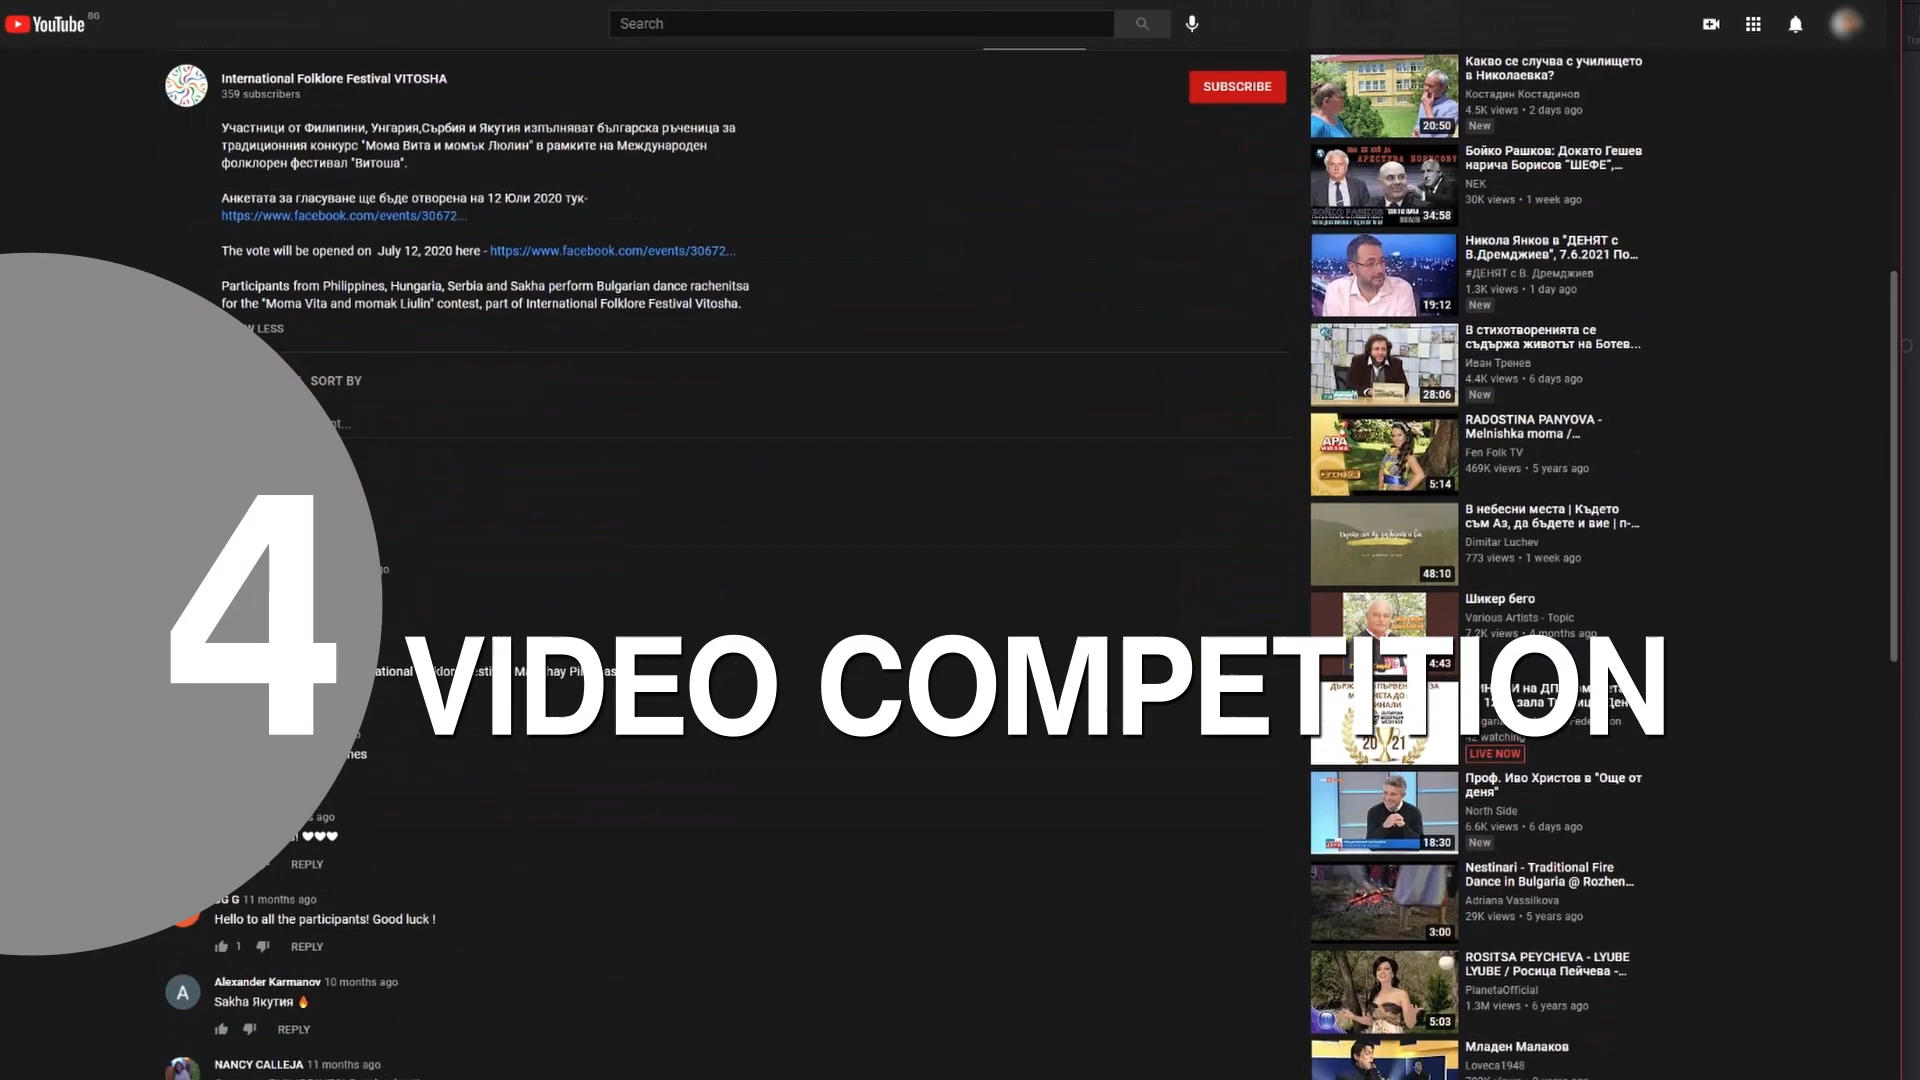 YouTube BG
Search
International Folklore Festival VITOSHA
359 subscribers
SUBSCRIBE
Участници от Филипини, Унгария,Сърбия и Якутия изпълняват българска ръченица за
традиционния конкурс "Мома Вита и момък Люлин" в рамките на Международен
фолклорен фестивал "Витоша".
Анкетата за гласуване ще бъде отворена на 12 Юли 2020 тук-
https://www.facebook.com/events/30672...
The vote will be opened on July 12, 2020 here - https://www.facebook.com/events/30672...
Participants from Philippines, Hungaria, Serbia and Sakha perform Bulgarian dance rachenitsa
for the "Moma Vita and momak Liulin" contest, part of International Folklore Festival Vitosha.
LESS
SORT BY
4
VIDEO COMPETITION
ago
REPLY
G 11 months ago
Hello to all the participants! Good luck !
1 REPLY
A
Alexander Karmanov 10 months ago
Sakha Якутия 🔥
REPLY
NANCY CALLEJA 11 months ago
20:50
Какво се случва с училището
в Николаевка?
Костадин Костадинов
4.5K views • 2 days ago
New
34:58
Бойко Рашков: Докато Гешев
нарича Борисов "ШЕФЕ",...
NEK
30K views • 1 week ago
19:12
Никола Янков в "ДЕНЯТ с
В.Дремджиев", 7.6.2021 По...
#ДЕНЯТ с В. Дремджиев
1.3K views • 1 day ago
New
28:06
В стихотворенията се
съдържа животът на Ботев...
Иван Тренев
4.4K views • 6 days ago
New
5:14
RADOSTINA PANYOVA -
Melnishka moma /...
Fen Folk TV
469K views • 5 years ago
48:10
В небесни места | Където
съм Аз, да бъдете и вие | п-...
Dimitar Luchev
773 views • 1 week ago
4:43
Шикер бего
Various Artists - Topic
7.2K views • 4 months ago
2021
42 watching
LIVE NOW
18:30
Проф. Иво Христов в "Още от
деня"
North Side
6.6K views • 6 days ago
New
3:00
Nestinari - Traditional Fire
Dance in Bulgaria @ Rozhen...
Adriana Vassilkova
29K views • 5 years ago
5:03
ROSITSA PEYCHEVA - LYUBE
LYUBE / Росица Пейчева -...
PlanetaOfficial
1.3M views • 6 years ago
Младен Малаков
Loveca1948